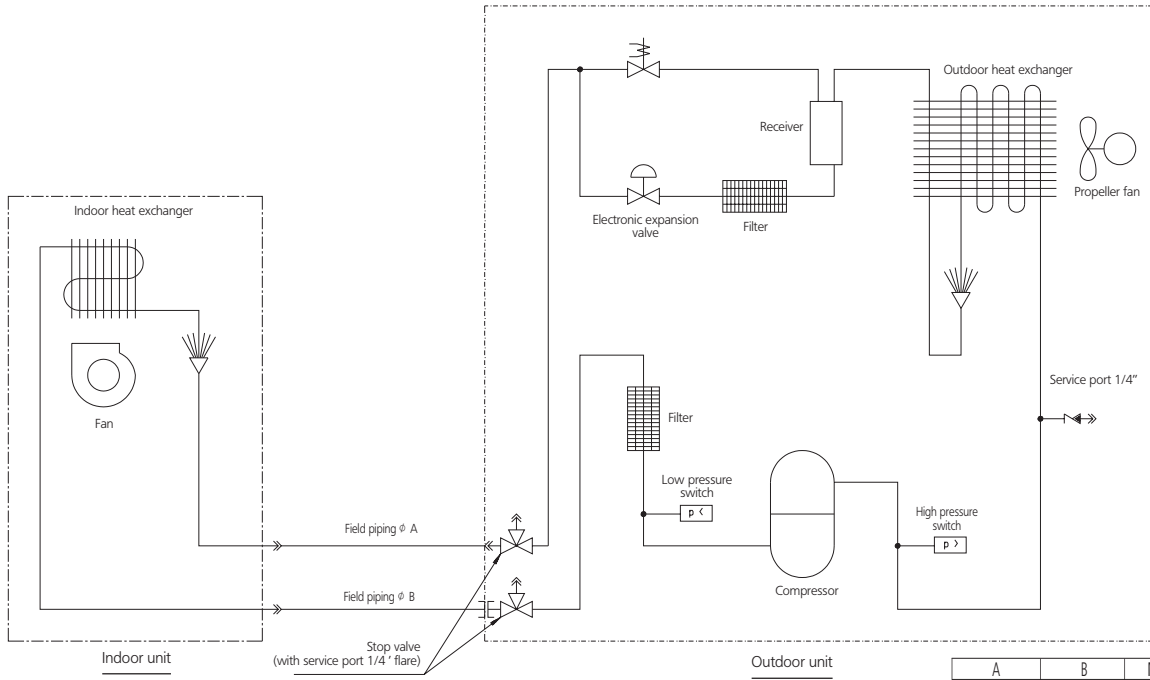 Outdoor heat exchanger
Receiver
Propeller fan
Indoor heat exchanger
Electronic expansion
valve
Filter
Service port 1/4"
Fan
Filter
Low pressure
switch
p <
High pressure
switch
p >
Field piping ϕ A
Compressor
Field piping ϕ B
Stop valve
(with service port 1/4 ' flare)
Indoor unit
Outdoor unit
A B